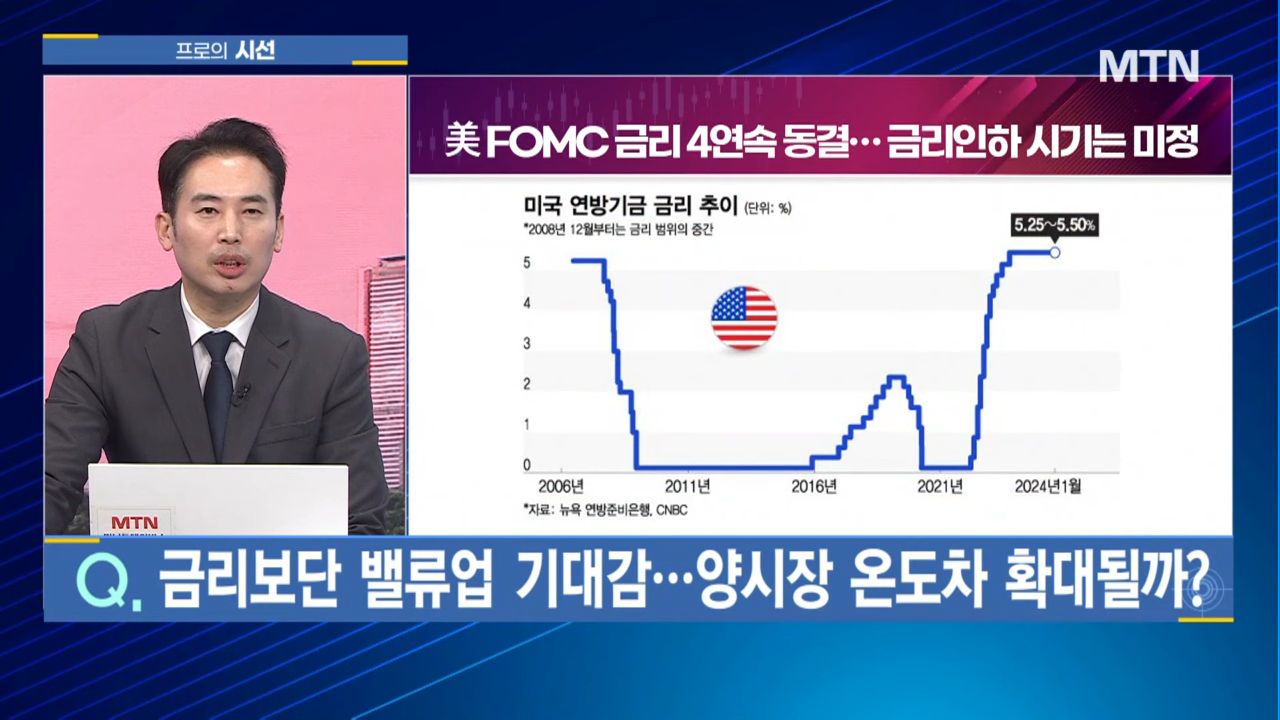 프로의 시선
MTN
美 FOMC 금리 4연속 동결… 금리인하 시기는 미정
미국 연방기금 금리 추이 (단위: %)
*2008년 12월부터는 금리 범위의 중간
5.25~5.50%
5
4
3
2
1
0
2006년 2011년 2016년 2021년 2024년1월
*자료: 뉴욕 연방준비은행, CNBC
MTN
Q. 금리보단 밸류업 기대감…양시장 온도차 확대될까?